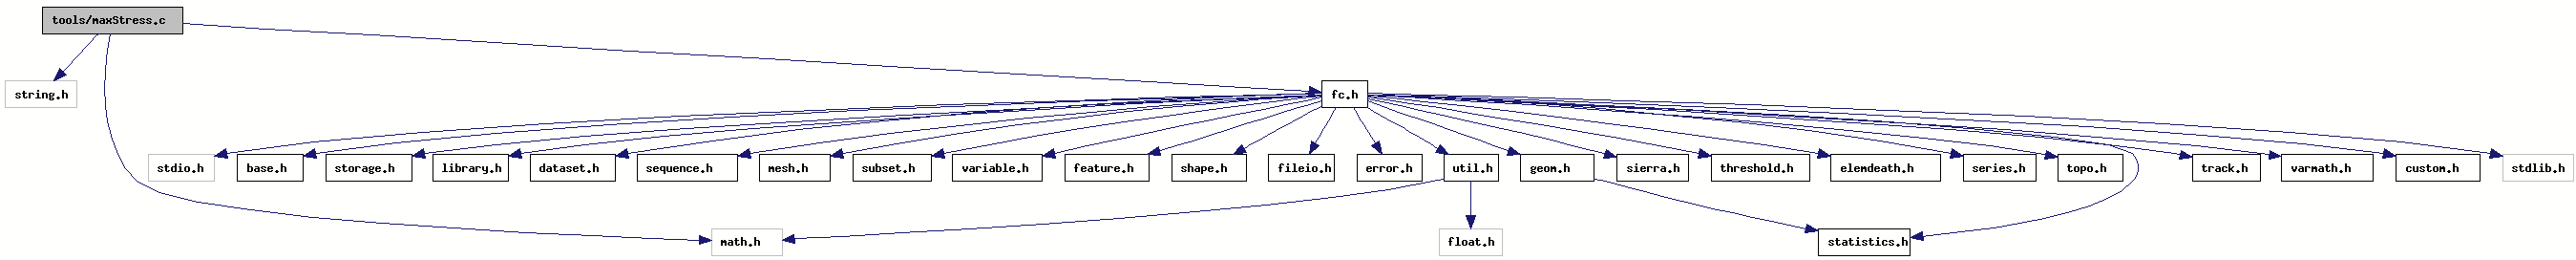 tools/maxStress.c
string.h
fc.h
stdio.h
base.h
storage.h
library.h
dataset.h
sequence.h
mesh.h
subset.h
variable.h
feature.h
shape.h
fileio.h
error.h
util.h
geom.h
sierra.h
threshold.h
elemdeath.h
series.h
topo.h
track.h
varmath.h
custom.h
stdlib.h
math.h
float.h
statistics.h